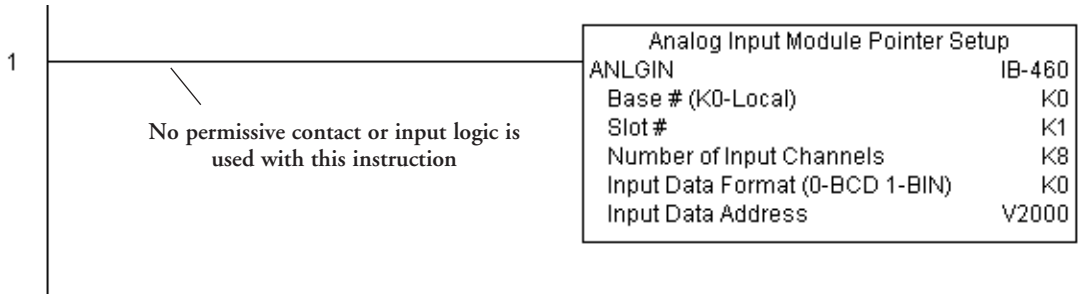 1
Analog Input Module Pointer Setup
ANLGIN IB-460
Base # (K0-Local) K0
Slot # K1
Number of Input Channels K8
Input Data Format (0-BCD 1-BIN) K0
Input Data Address V2000
No permissive contact or input logic is
used with this instruction